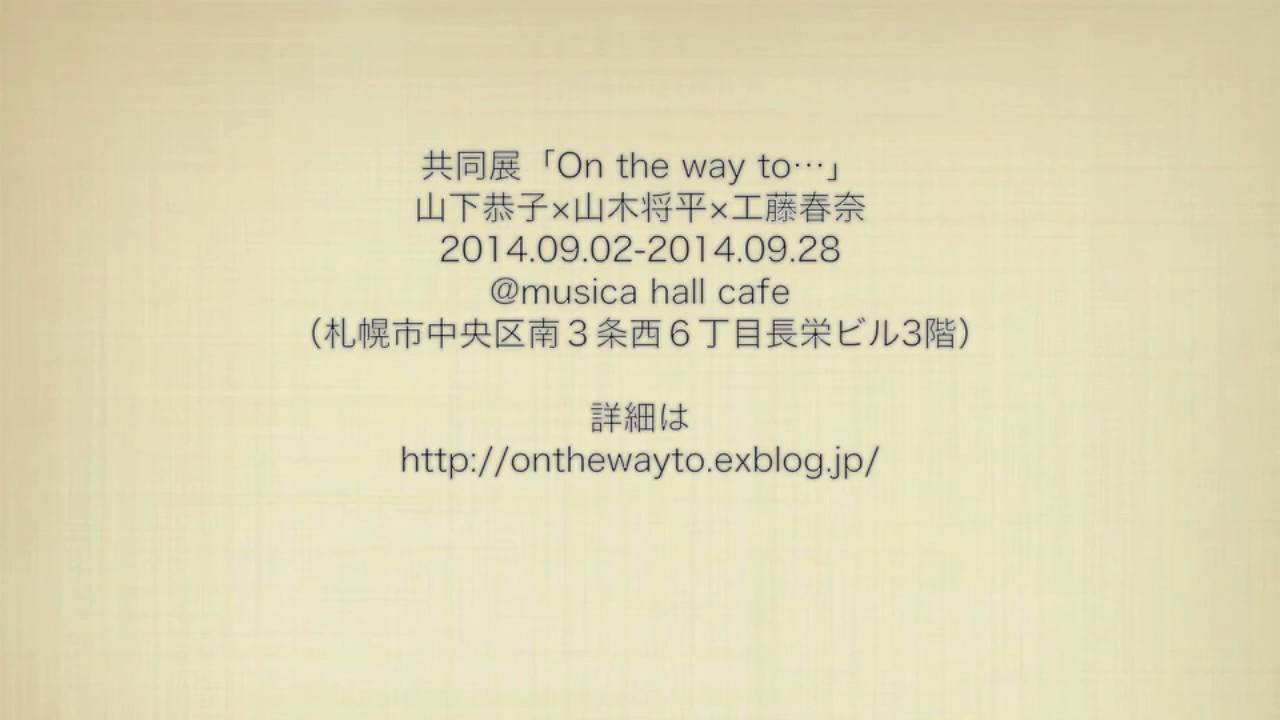 共同展「On the way to…」
山下恭子×山木将平×工藤春奈
2014.09.02-2014.09.28
@musica hall cafe
（札幌市中央区南３条西６丁目長栄ビル3階）
詳細は
http://onthewayto.exblog.jp/